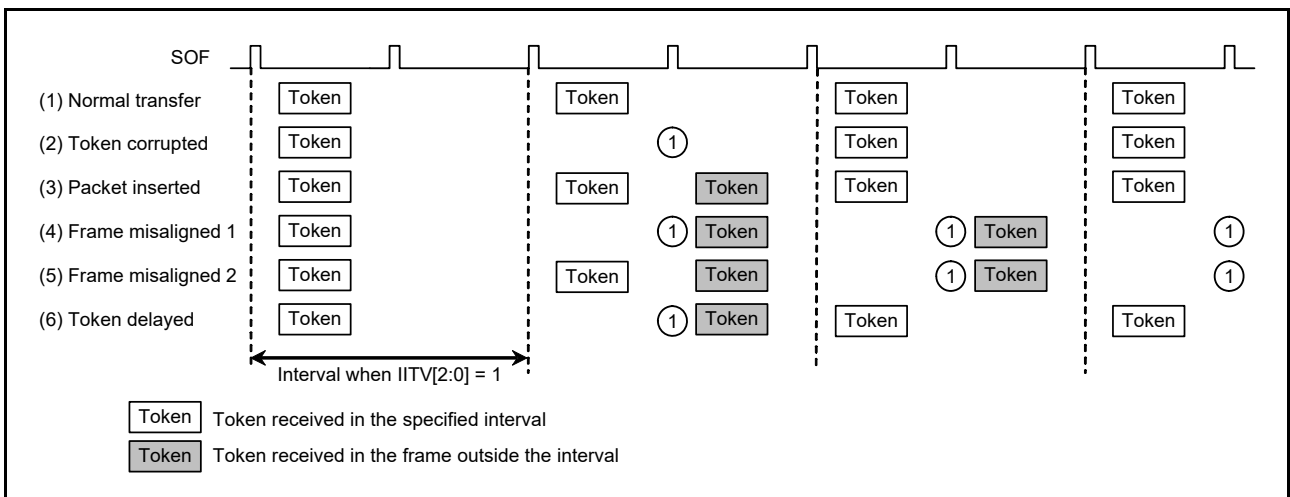 SOF
(1) Normal transfer Token Token Token Token
(2) Token corrupted Token 1 Token Token
(3) Packet inserted Token Token Token Token Token
(4) Frame misaligned 1 Token 1 Token 1 Token 1
(5) Frame misaligned 2 Token Token Token 1 Token 1
(6) Token delayed Token 1 Token Token Token
Interval when IITV[2:0] = 1
Token Token received in the specified interval
Token Token received in the frame outside the interval